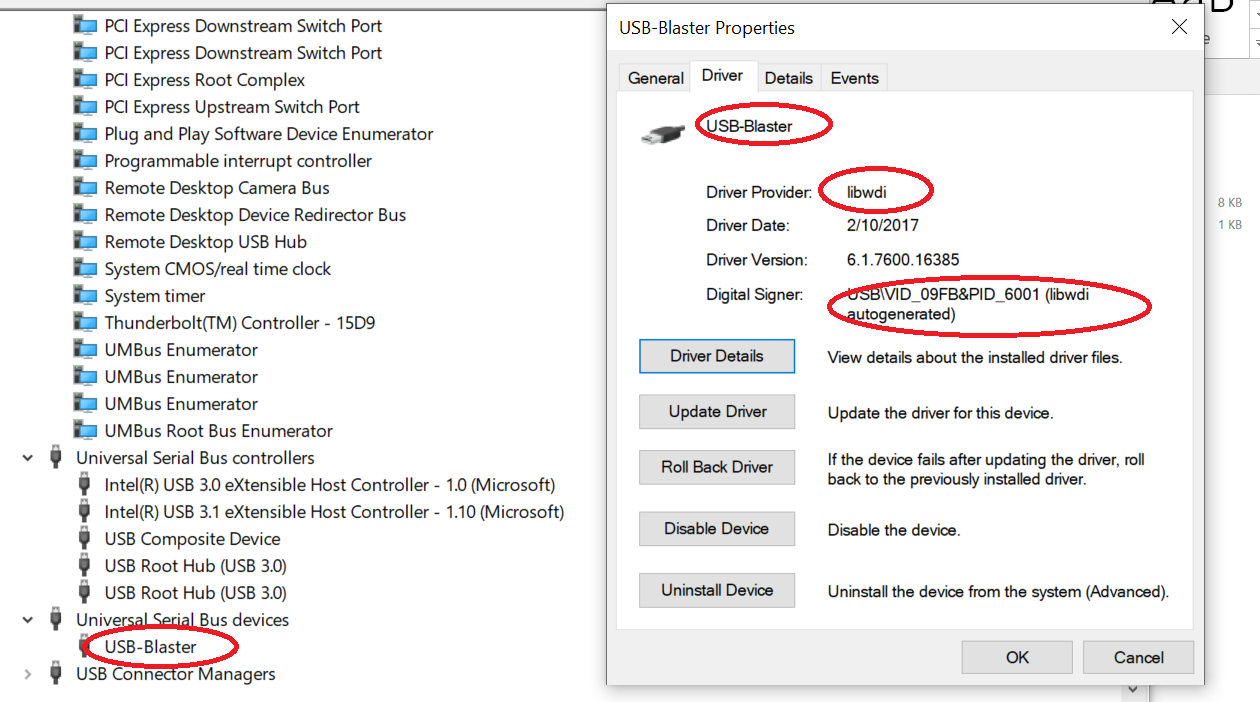 PCI Express Downstream Switch Port
PCI Express Downstream Switch Port
PCI Express Root Complex
PCI Express Upstream Switch Port
Plug and Play Software Device Enumerator
Programmable interrupt controller
Remote Desktop Camera Bus
Remote Desktop Device Redirector Bus
Remote Desktop USB Hub
System CMOS/real time clock
System timer
Thunderbolt(TM) Controller - 15D9
UMBus Enumerator
UMBus Enumerator
UMBus Enumerator
UMBus Root Bus Enumerator
Universal Serial Bus controllers
Intel(R) USB 3.0 eXtensible Host Controller - 1.0 (Microsoft)
Intel(R) USB 3.1 eXtensible Host Controller - 1.10 (Microsoft)
USB Composite Device
USB Root Hub (USB 3.0)
USB Root Hub (USB 3.0)
Universal Serial Bus devices
USB-Blaster
USB Connector Managers
USB-Blaster Properties
General Driver Details Events
USB-Blaster
Driver Provider: libwdi
Driver Date: 2/10/2017
Driver Version: 6.1.7600.16385
Digital Signer: USB\VID_09FB&PID_6001 (libwdi
autogenerated)
Driver Details View details about the installed driver files.
Update Driver Update the driver for this device.
Roll Back Driver If the device fails after updating the driver, roll
back to the previously installed driver.
Disable Device Disable the device.
Uninstall Device Uninstall the device from the system (Advanced).
OK Cancel
8 KB
1 KB